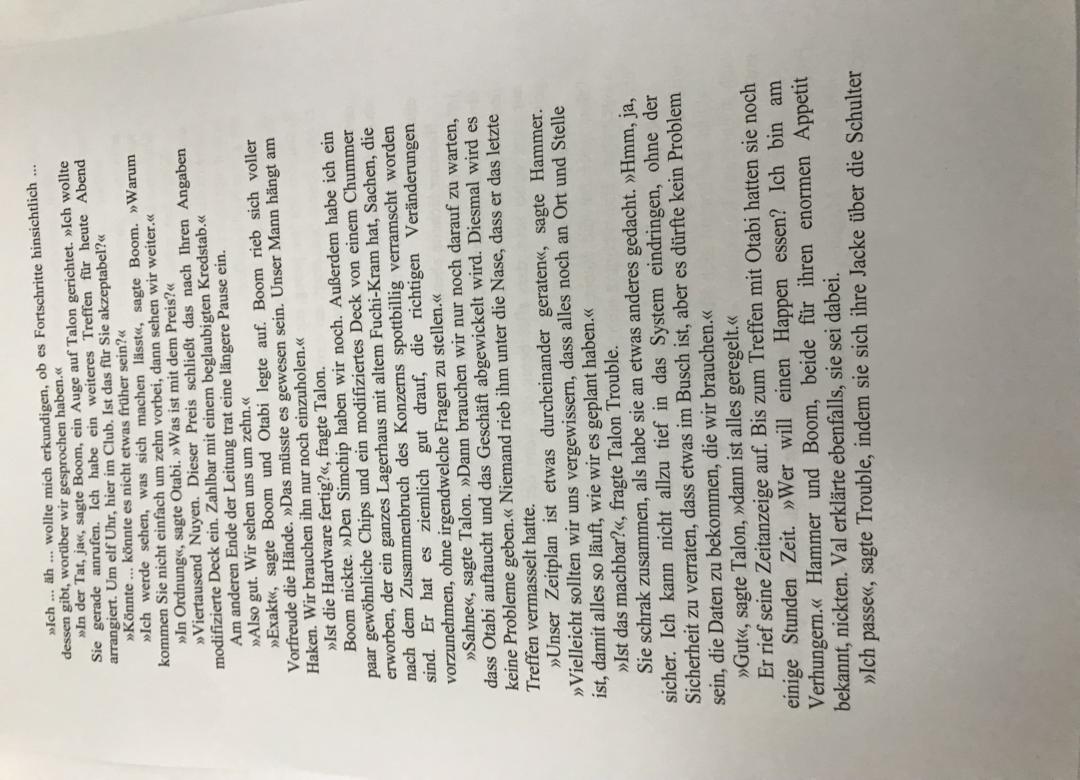 »Ich ... äh ... wollte mich erkundigen, ob es Fortschritte hinsichtlich ...
dessen gibt, worüber wir gesprochen haben.«
»In der Tat, ja«, sagte Boom, ein Auge auf Talon gerichtet. »Ich wollte
Sie gerade anrufen. Ich habe ein weiteres Treffen für heute Abend
arrangiert. Um elf Uhr, hier im Club. Ist das für Sie akzeptabel?«
»Könnte ... könnte es nicht etwas früher sein?«
»Ich werde sehen, was sich machen lässt«, sagte Boom. »Warum
kommen Sie nicht einfach um zehn vorbei, dann sehen wir weiter.«
»In Ordnung«, sagte Otabi. »Was ist mit dem Preis?«
»Viertausend Nuyen. Dieser Preis schließt das nach Ihren Angaben
modifizierte Deck ein. Zahlbar mit einem beglaubigten Kredstab.«
Am anderen Ende der Leitung trat eine längere Pause ein.
»Also gut. Wir sehen uns um zehn.«
»Exakt«, sagte Boom und Otabi legte auf. Boom rieb sich voller
Vorfreude die Hände. »Das müsste es gewesen sein. Unser Mann hängt am
Haken. Wir brauchen ihn nur noch einzuholen.«
»Ist die Hardware fertig?«, fragte Talon.
Boom nickte. »Den Simchip haben wir noch. Außerdem habe ich ein
paar gewöhnliche Chips und ein modifiziertes Deck von einem Chummer
erworben, der ein ganzes Lagerhaus mit altem Fuchi-Kram hat, Sachen, die
nach dem Zusammenbruch des Konzerns spottbillig verramscht worden
sind. Er hat es ziemlich gut drauf, die richtigen Veränderungen
vorzunehmen, ohne irgendwelche Fragen zu stellen.«
»Sahne«, sagte Talon. »Dann brauchen wir nur noch darauf zu warten,
dass Otabi auftaucht und das Geschäft abgewickelt wird. Diesmal wird es
keine Probleme geben.« Niemand rieb ihm unter die Nase, dass er das letzte
Treffen vermasselt hatte.
»Unser Zeitplan ist etwas durcheinander geraten«, sagte Hammer.
»Vielleicht sollten wir uns vergewissern, dass alles noch an Ort und Stelle
ist, damit alles so läuft, wie wir es geplant haben.«
»Ist das machbar?«, fragte Talon Trouble.
Sie schrak zusammen, als habe sie an etwas anderes gedacht. »Hmm, ja,
sicher. Ich kann nicht allzu tief in das System eindringen, ohne der
Sicherheit zu verraten, dass etwas im Busch ist, aber es dürfte kein Problem
sein, die Daten zu bekommen, die wir brauchen.«
»Gut«, sagte Talon, »dann ist alles geregelt.«
Er rief seine Zeitanzeige auf. Bis zum Treffen mit Otabi hatten sie noch
einige Stunden Zeit. »Wer will einen Happen essen? Ich bin am
Verhungern.« Hammer und Boom, beide für ihren enormen Appetit
bekannt, nickten. Val erklärte ebenfalls, sie sei dabei.
»Ich passe«, sagte Trouble, indem sie sich ihre Jacke über die Schulter